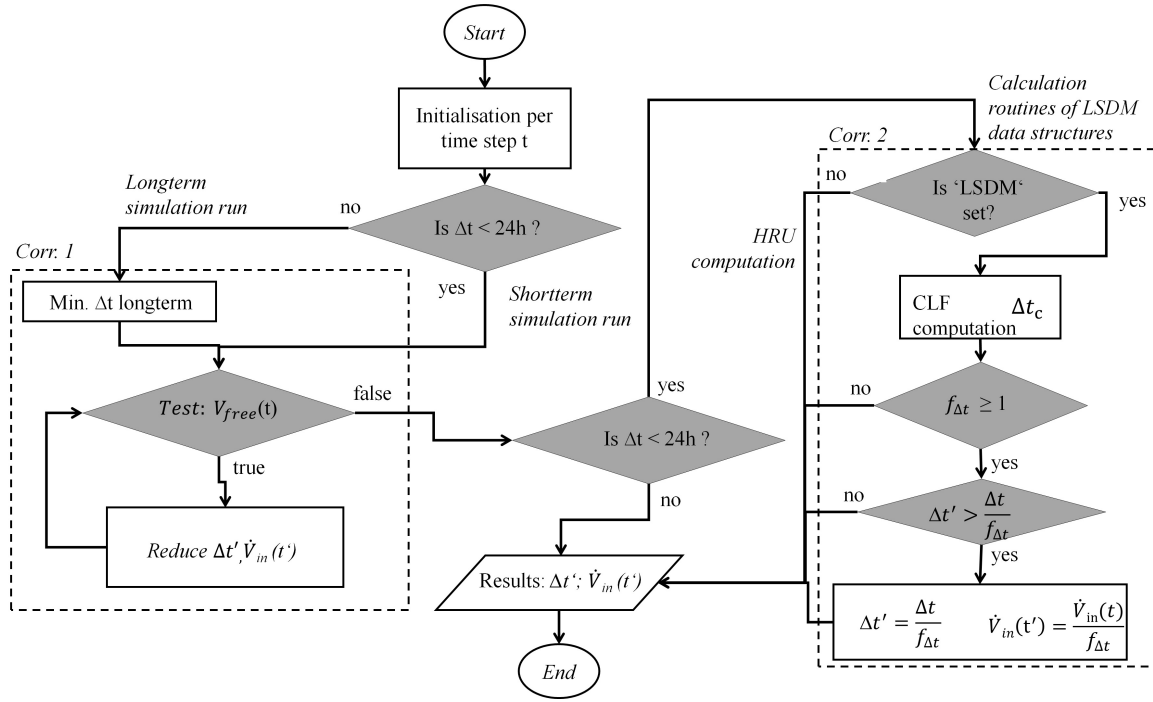 Start
Initialisation per
time step t
Is Δt < 24h ?
no
Longterm
simulation run
yes
Shortterm
simulation run
Corr. 1
Min. Δt longterm
Test: V_free(t)
false
true
Reduce Δt′, V̇_in (t‘)
Is Δt < 24h ?
yes
no
Results: Δt‘; V̇_in (t‘)
End
Calculation
routines of LSDM
data structures
Corr. 2
Is ‘LSDM‘
set?
no
yes
HRU
computation
CLF Δt_c
computation
f_Δt ≥ 1
no
yes
Δt′ > Δt/f_Δt
no
yes
Δt′ = Δt/f_Δt V̇_in(t′) = V̇_in(t)/f_Δt